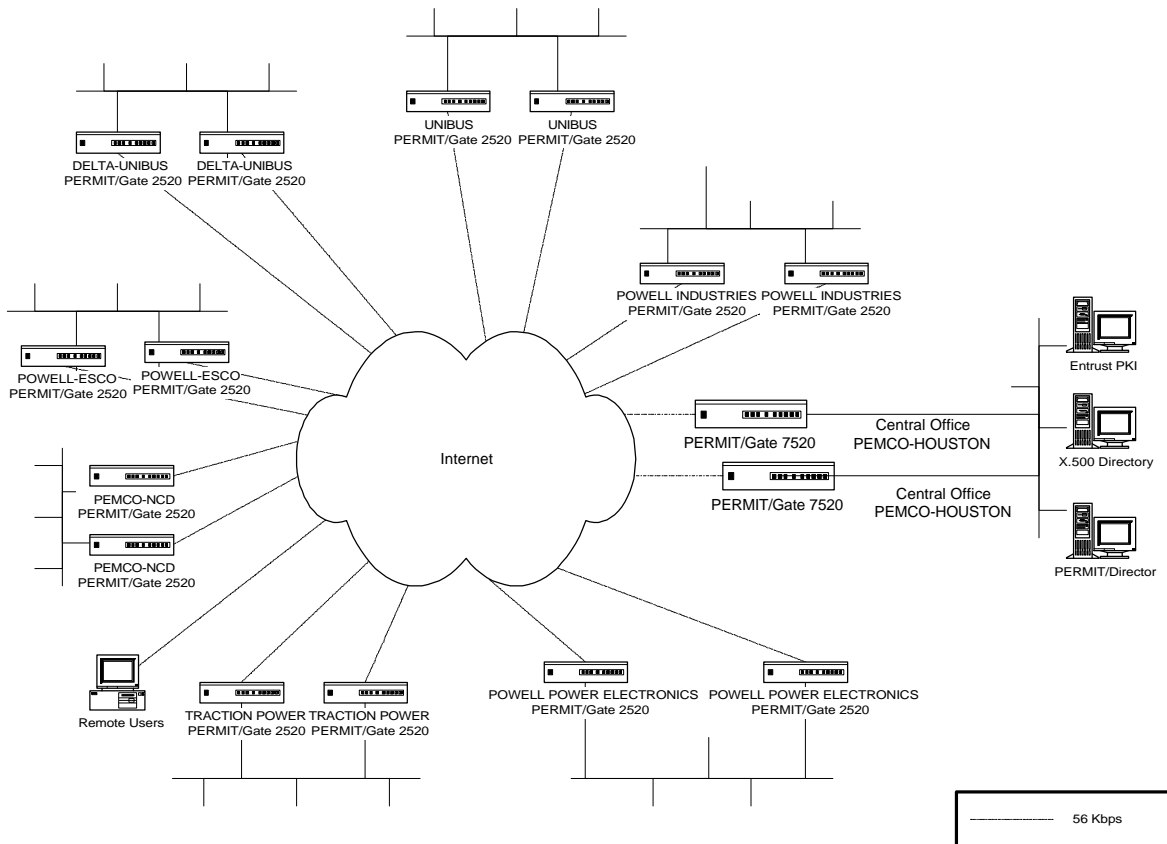 UNIBUS
PERMIT/Gate 2520
UNIBUS
PERMIT/Gate 2520
DELTA-UNIBUS
PERMIT/Gate 2520
DELTA-UNIBUS
PERMIT/Gate 2520
POWELL INDUSTRIES
PERMIT/Gate 2520
POWELL INDUSTRIES
PERMIT/Gate 2520
POWELL-ESCO
PERMIT/Gate 2520
POWELL-ESCO
PERMIT/Gate 2520
Entrust PKI
PERMIT/Gate 7520
Central Office
PEMCO-HOUSTON
X.500 Directory
Internet
PERMIT/Gate 7520
Central Office
PEMCO-HOUSTON
PEMCO-NCD
PERMIT/Gate 2520
PEMCO-NCD
PERMIT/Gate 2520
PERMIT/Director
Remote Users
TRACTION POWER
PERMIT/Gate 2520
TRACTION POWER
PERMIT/Gate 2520
POWELL POWER ELECTRONICS
PERMIT/Gate 2520
POWELL POWER ELECTRONICS
PERMIT/Gate 2520
56 Kbps